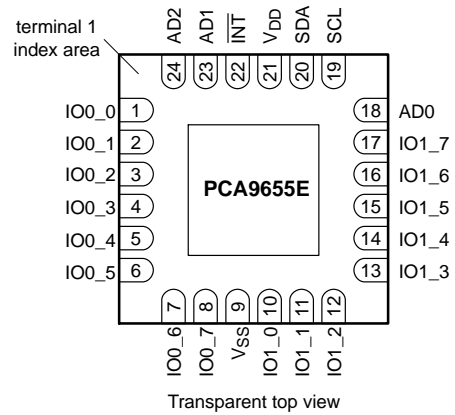 terminal 1
index area
AD2
AD1
INT
VDD
SDA
SCL
24
23
22
21
20
19
IO0_0 1
IO0_1 2
IO0_2 3
IO0_3 4
IO0_4 5
IO0_5 6
PCA9655E
18 AD0
17 IO1_7
16 IO1_6
15 IO1_5
14 IO1_4
13 IO1_3
7
8
9
10
11
12
IO0_6
IO0_7
VSS
IO1_0
IO1_1
IO1_2
Transparent top view